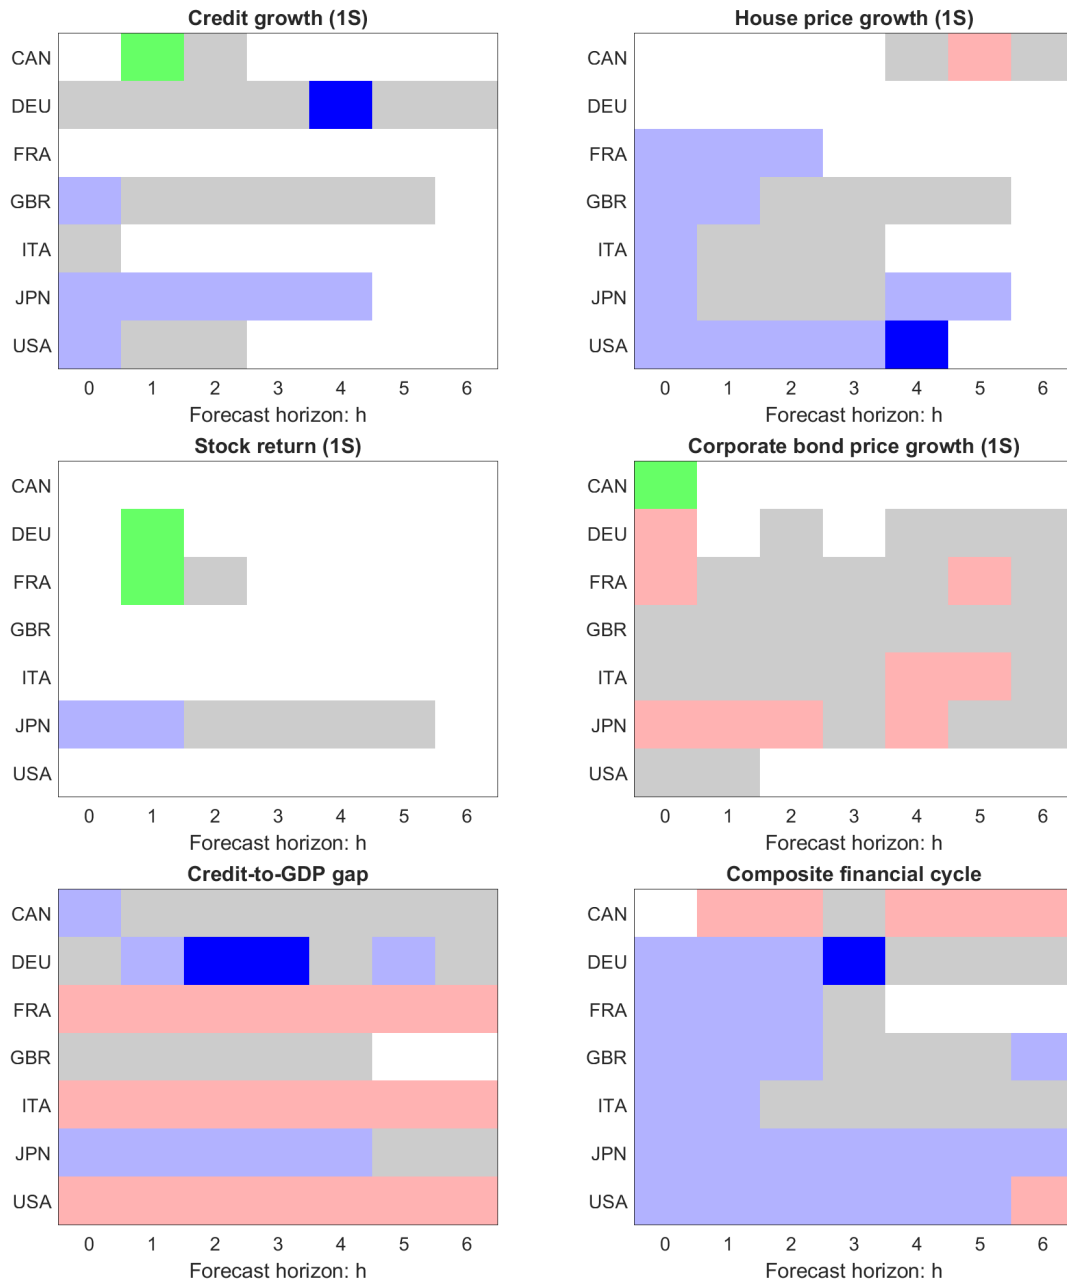 Credit growth (1S)
CAN
DEU
FRA
GBR
ITA
JPN
USA
0 1 2 3 4 5 6
Forecast horizon: h
House price growth (1S)
CAN
DEU
FRA
GBR
ITA
JPN
USA
0 1 2 3 4 5 6
Forecast horizon: h
Stock return (1S)
CAN
DEU
FRA
GBR
ITA
JPN
USA
0 1 2 3 4 5 6
Forecast horizon: h
Corporate bond price growth (1S)
CAN
DEU
FRA
GBR
ITA
JPN
USA
0 1 2 3 4 5 6
Forecast horizon: h
Credit-to-GDP gap
CAN
DEU
FRA
GBR
ITA
JPN
USA
0 1 2 3 4 5 6
Forecast horizon: h
Composite financial cycle
CAN
DEU
FRA
GBR
ITA
JPN
USA
0 1 2 3 4 5 6
Forecast horizon: h